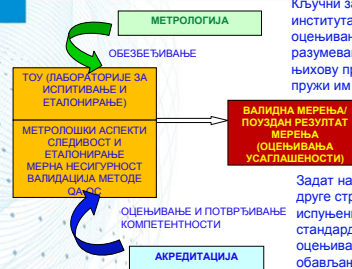 МЕТРОЛОГИЈА
ОБЕЗБЕЂИВАЊЕ
ТОУ (ЛАБОРАТОРИЈЕ ЗА
ИСПИТИВАЊЕ И
ЕТАЛОНИРАЊЕ)
МЕТРОЛОШКИ АСПЕКТИ
СЛЕДИВОСТ И
ЕТАЛОНИРАЊЕ
МЕРНА НЕСИГУРНОСТ
ВАЛИДАЦИЈА МЕТОДЕ
QA QC
ОЦЕЊИВАЊЕ И ПОТВРЂИВАЊЕ
КОМПЕТЕНТНОСТИ
АКРЕДИТАЦИЈА
Кључни за
института
оцењивањ
разумевањ
њихову пр
пружи им
ВАЛИДНА МЕРЕЊА/
ПОУЗДАН РЕЗУЛТАТ
МЕРЕЊА
(ОЦЕЊИВАЊА
УСАГЛАШЕНОСТИ)
Задат на
друге стр
испуњени
стандард
оцењива
обављан